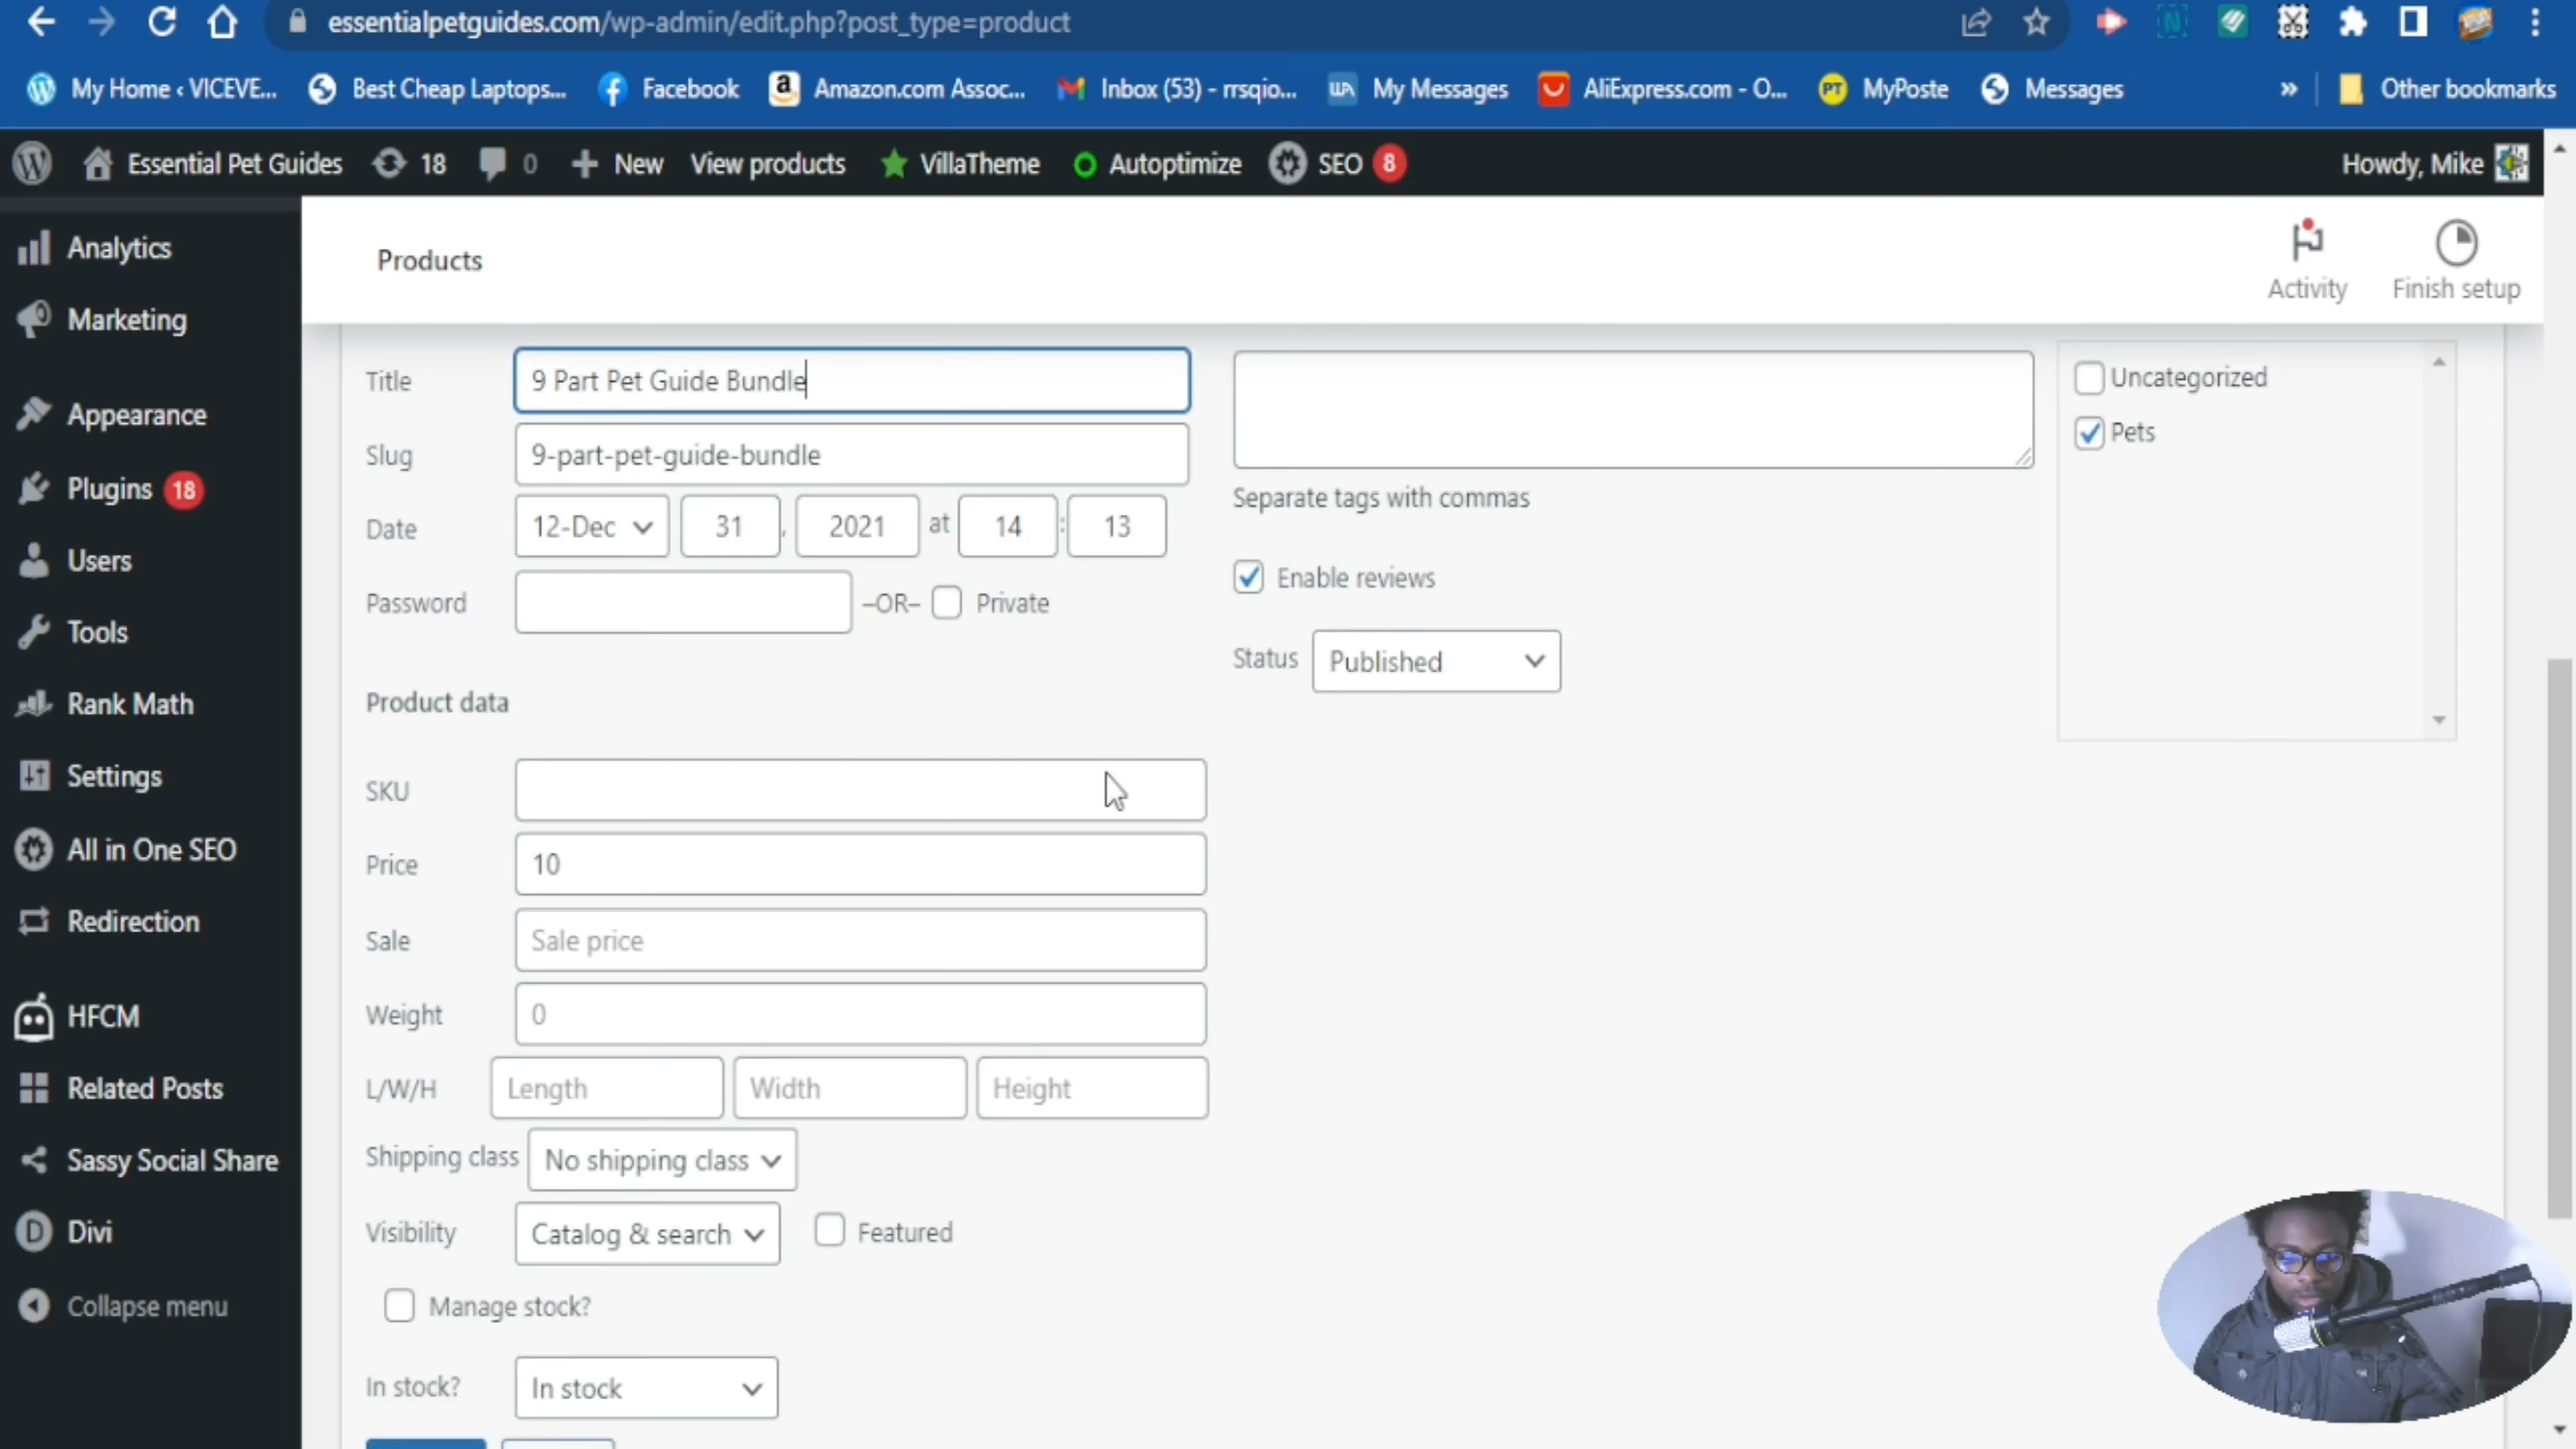 essentialpetguides.com/wp-admin/edit.php?post_type=product
My Home ‹ VICEVE... Best Cheap Laptops... Facebook Amazon.com Assoc... Inbox (53) - rrsqio... My Messages AliExpress.com - O... MyPoste Messages » Other bookmarks
Essential Pet Guides 18 0 + New View products VillaTheme Autoptimize SEO 8 Howdy, Mike
Analytics
Marketing
Appearance
Plugins 18
Users
Tools
Rank Math
Settings
All in One SEO
Redirection
HFCM
Related Posts
Sassy Social Share
Divi
Collapse menu
Products
Activity
Finish setup
Title 9 Part Pet Guide Bundle
Slug 9-part-pet-guide-bundle
Date 12-Dec 31 , 2021 at 14 : 13
Password –OR– Private
Product data
SKU
Price 10
Sale Sale price
Weight 0
L/W/H Length Width Height
Shipping class No shipping class
Visibility Catalog & search Featured
Manage stock?
In stock? In stock
Separate tags with commas
Enable reviews
Status Published
Uncategorized
Pets